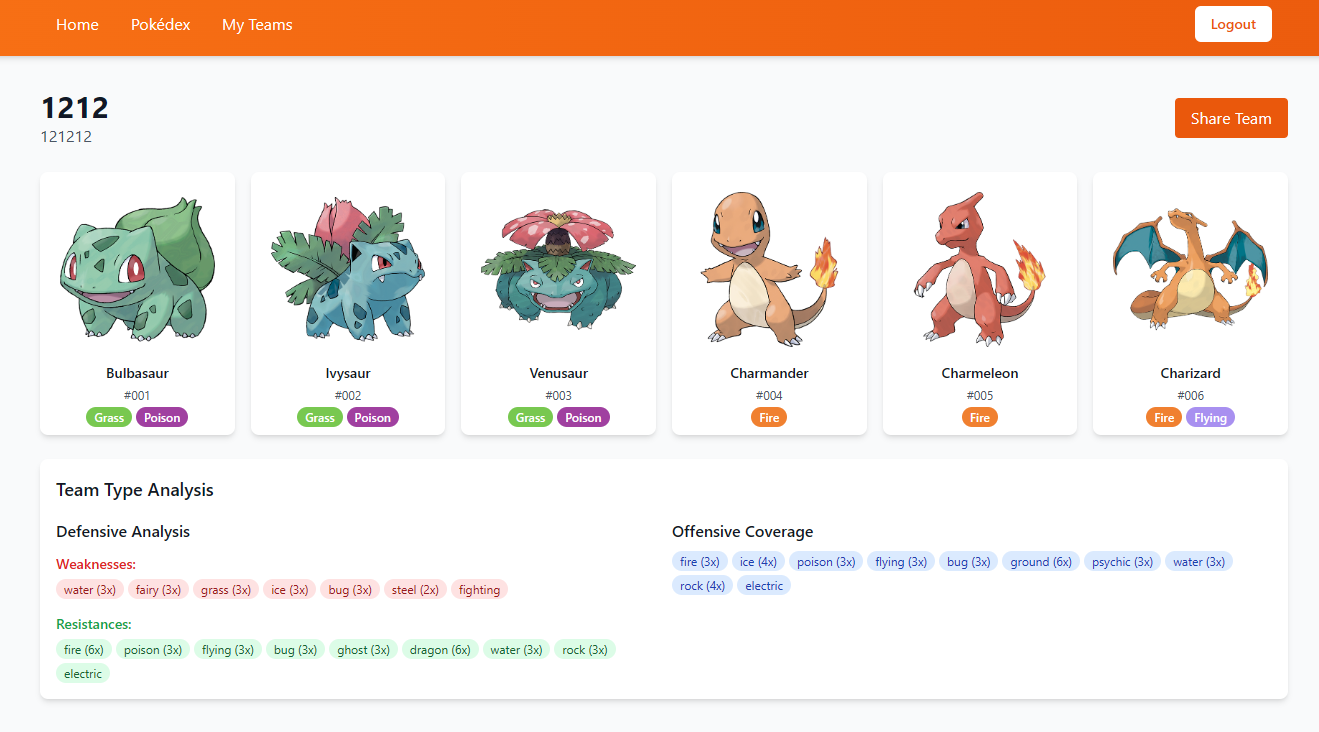 Home Pokédex My Teams Logout
1212
121212
Share Team
Bulbasaur Ivysaur Venusaur Charmander Charmeleon Charizard
#001 #002 #003 #004 #005 #006
Grass Poison Grass Poison Grass Poison Fire Fire Fire Flying
Team Type Analysis
Defensive Analysis
Weaknesses:
water (3x) fairy (3x) grass (3x) ice (3x) bug (3x) steel (2x) fighting
Resistances:
fire (6x) poison (3x) flying (3x) bug (3x) ghost (3x) dragon (6x) water (3x) rock (3x)
electric
Offensive Coverage
fire (3x) ice (4x) poison (3x) flying (3x) bug (3x) ground (6x) psychic (3x) water (3x)
rock (4x) electric